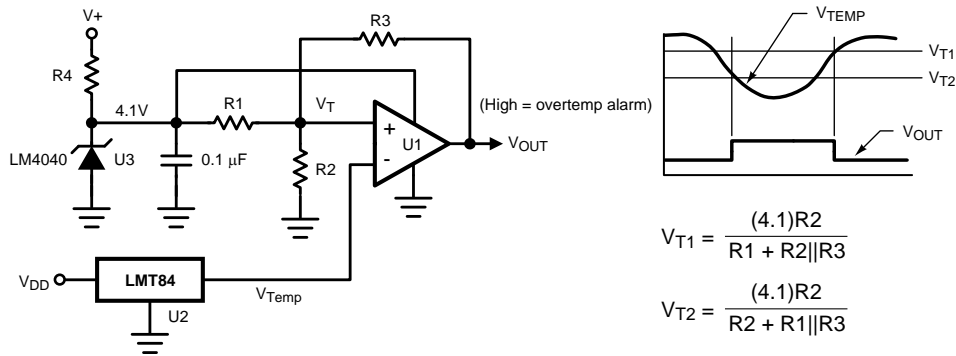 V+
R4
4.1V
LM4040
U3
0.1 μF
R1
V_T
R2
R3
+
-
U1
(High = overtemp alarm)
V_OUT
V_DD
LMT84
U2
V_Temp
V_TEMP
V_T1
V_T2
V_OUT
V_T1 = (4.1)R2 / R1 + R2||R3
V_T2 = (4.1)R2 / R2 + R1||R3